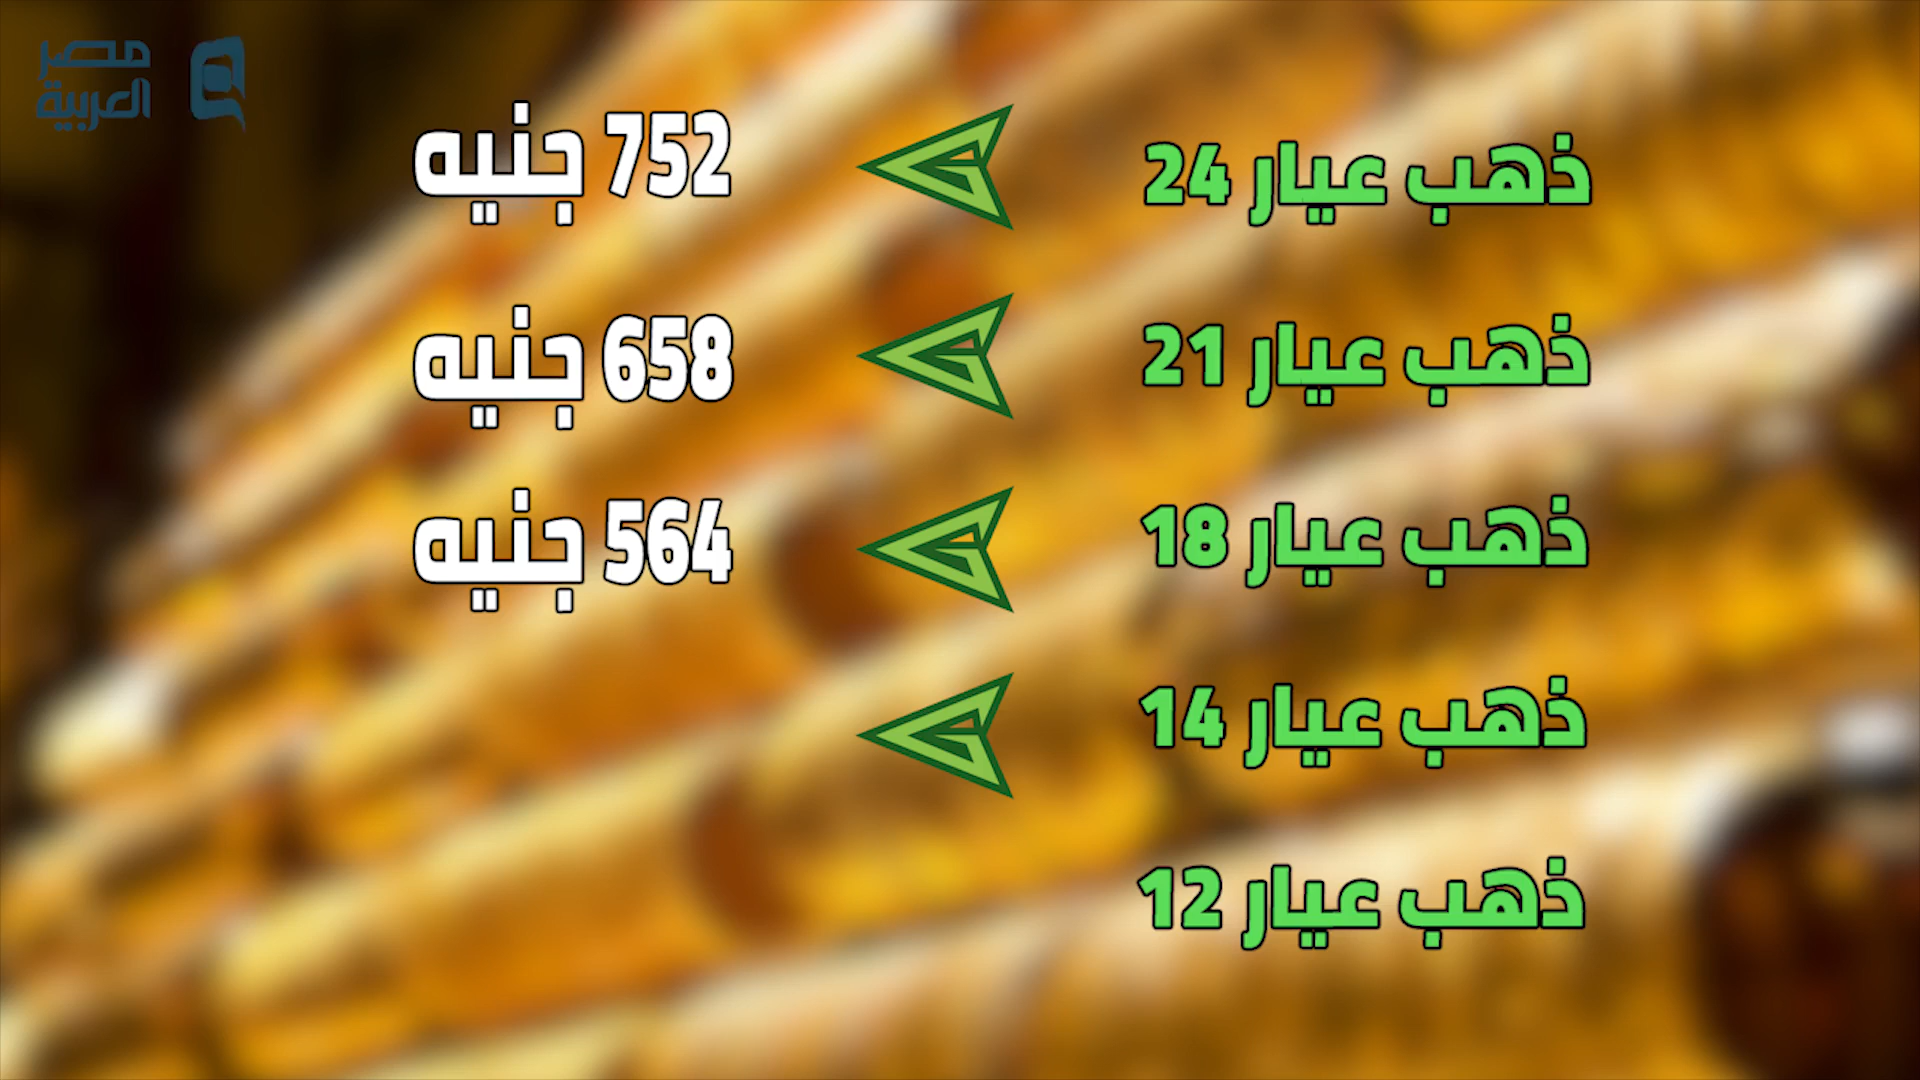 مصر
العربية
ذهب عيار 24 752 جنيه
ذهب عيار 21 658 جنيه
ذهب عيار 18 564 جنيه
ذهب عيار 14
ذهب عيار 12